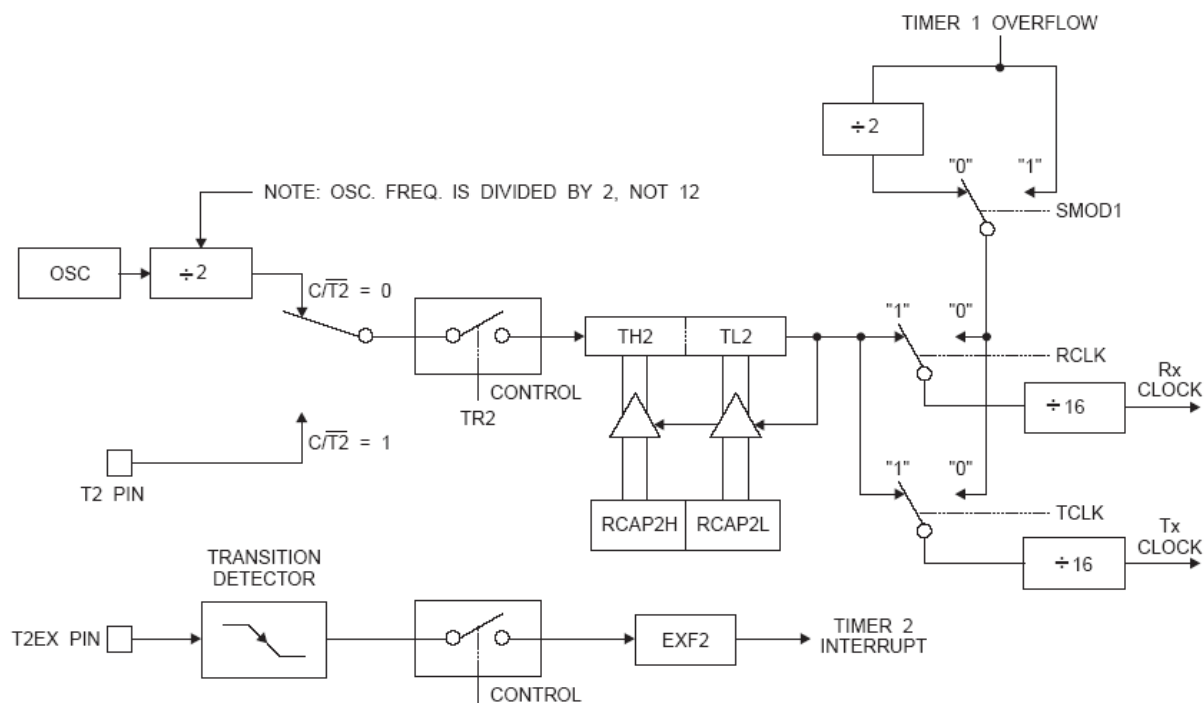 TIMER 1 OVERFLOW
÷2
"0"
"1"
NOTE: OSC. FREQ. IS DIVIDED BY 2, NOT 12
SMOD1
OSC
÷2
C/T̅2̅ = 0
"1"
"0"
TH2
TL2
RCLK
Rx
CLOCK
CONTROL
TR2
÷16
C/T̅2̅ = 1
"1"
"0"
T2 PIN
RCAP2H
RCAP2L
TCLK
Tx
CLOCK
TRANSITION
DETECTOR
÷16
T2EX PIN
EXF2
TIMER 2
INTERRUPT
CONTROL